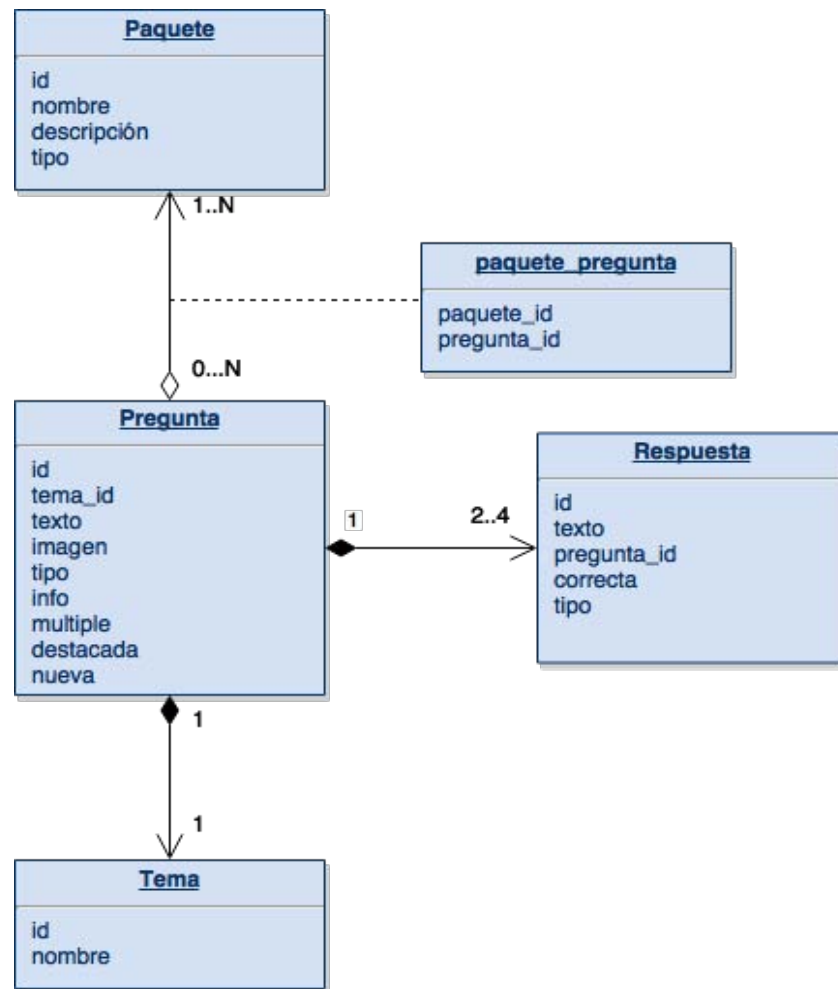 Paquete
id
nombre
descripción
tipo
1..N
paquete_pregunta
paquete_id
pregunta_id
0...N
Pregunta
id
tema_id
texto
imagen
tipo
info
multiple
destacada
nueva
1
2..4
Respuesta
id
texto
pregunta_id
correcta
tipo
1
1
Tema
id
nombre